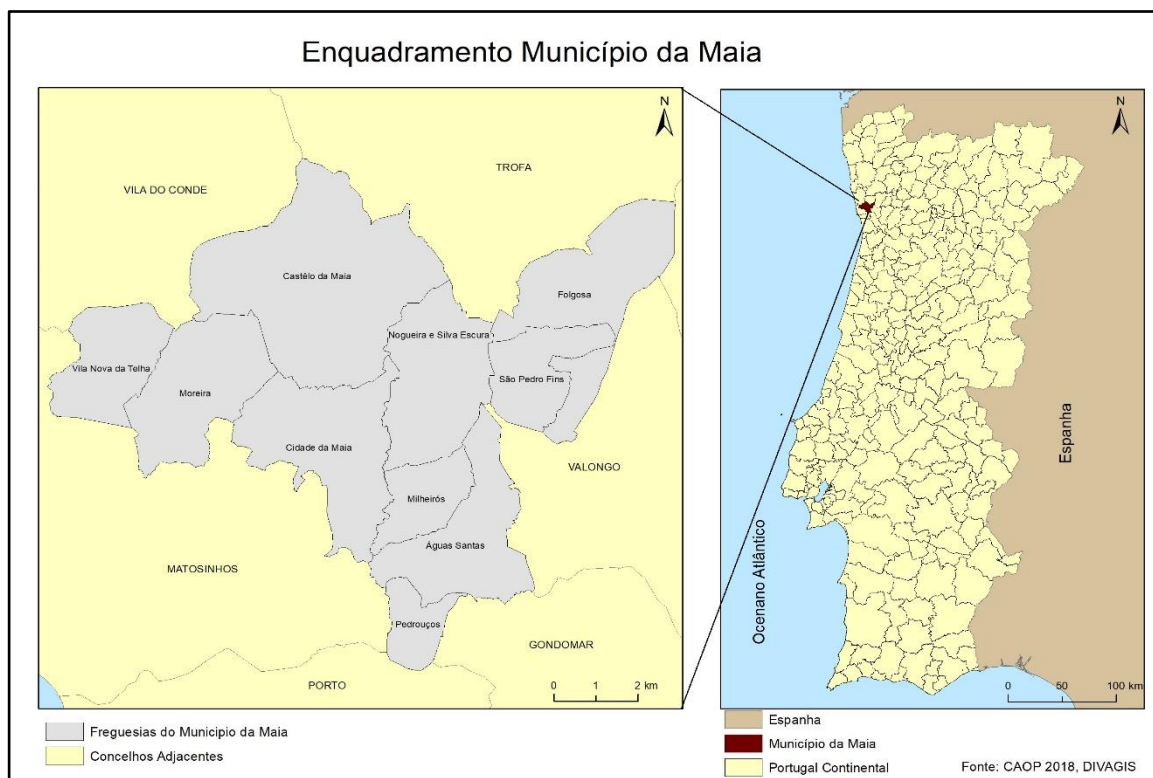 Enquadramento Município da Maia
N
VILA DO CONDE
TROFA
Castêlo da Maia
Folgosa
Nogueira e Silva Escura
Vila Nova da Telha
São Pedro Fins
Moreira
Cidade da Maia
VALONGO
Milheirós
Águas Santas
MATOSINHOS
Pedrouços
GONDOMAR
PORTO
0 1 2 km
Freguesias do Municipio da Maia
Concelhos Adjacentes
N
Espanha
Ocenano Atlântico
0 50 100 km
Espanha
Município da Maia
Portugal Continental
Fonte: CAOP 2018, DIVAGIS